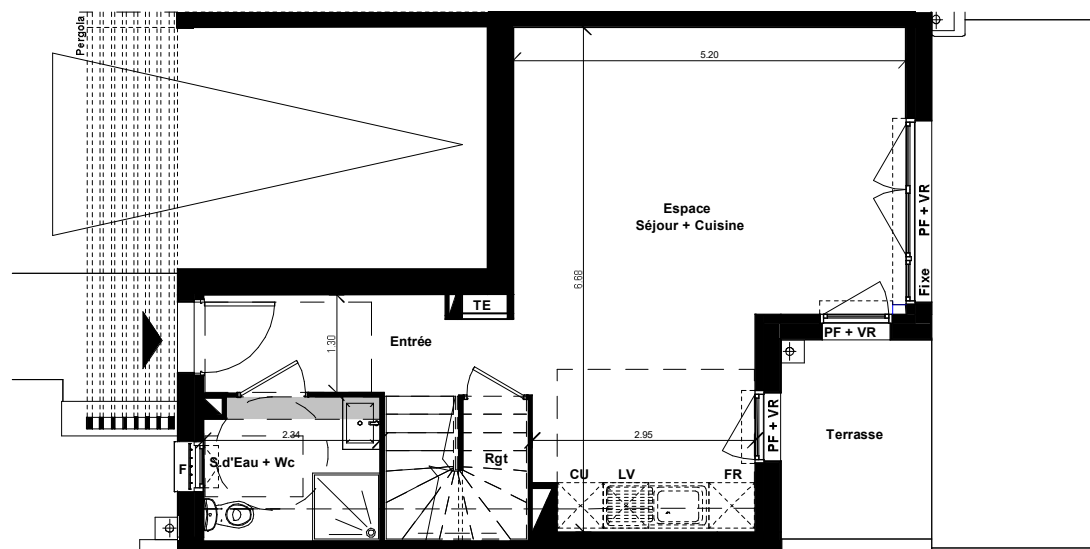 Pergola
5.20
Espace
Séjour + Cuisine
PF + VR
Fixe
6.68
TE
PF + VR
Entrée
1.30
2.34
2.95
PF + VR
Terrasse
F
S.d'Eau + Wc
Rgt
CU
LV
FR